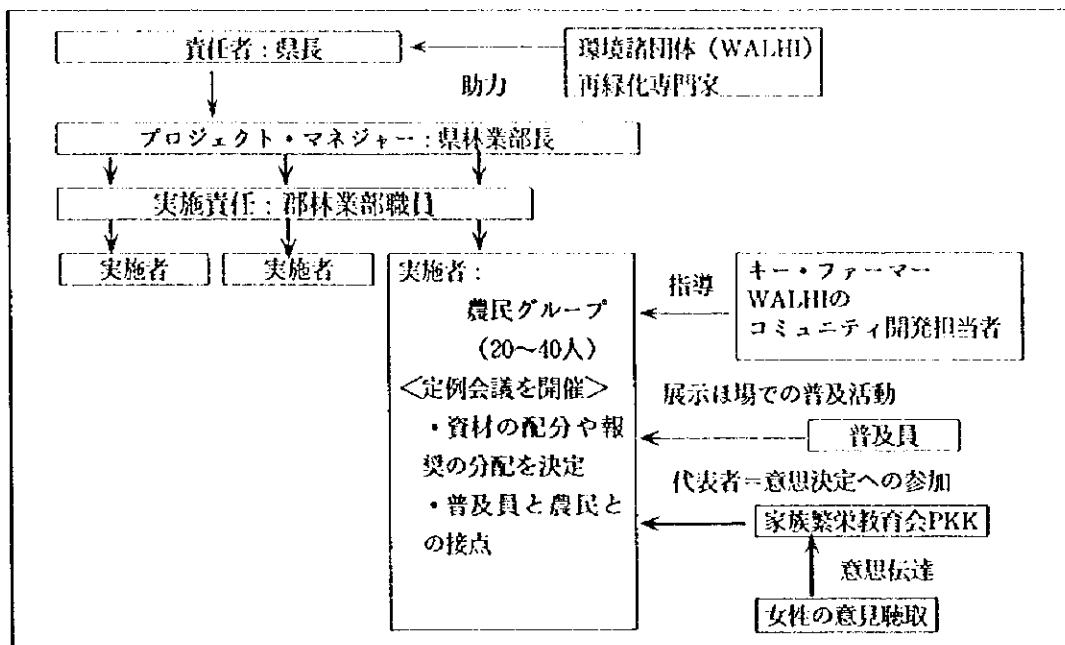 責任者：県長
環境諸団体（WALHI）
再緑化専門家
助力
プロジェクト・マネジャー：県林業部長
実施責任：郡林業部職員
実施者
実施者
実施者：
農民グループ
（20～40人）
＜定例会議を開催＞
・資材の配分や報
奨の分配を決定
・普及員と農民と
の接点
指導
キー・ファーマー
WALHIの
コミュニティ開発担当者
展示ほ場での普及活動
普及員
代表者＝意思決定への参加
家族繁栄教育会PKK
意思伝達
女性の意見聴取